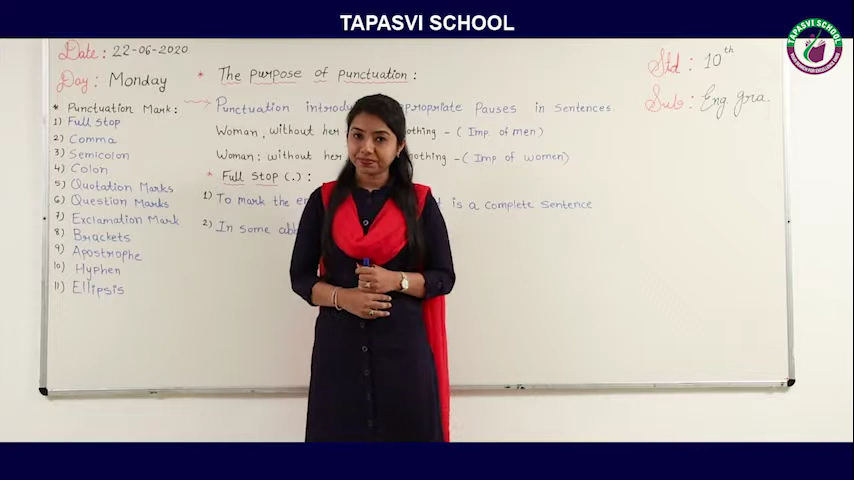 TAPASVI SCHOOL
TAPASVI SCHOOL
Date: 22-06-2020
Day: Monday
Std: 10th
Sub: Eng. gra.
* The purpose of punctuation:
* Punctuation Mark:
1) Full stop
2) Comma
3) Semicolon
4) Colon
5) Quotation Marks
6) Question Marks
7) Exclamation Mark
8) Brackets
9) Apostrophe
10) Hyphen
11) Ellipsis
Punctuation appropriate Pauses in Sentences
Woman, without her nothing - (Imp. of men)
Woman: without her nothing - (Imp. of women)
* Full stop (.):
1) To mark the is a complete Sentence
2) In some